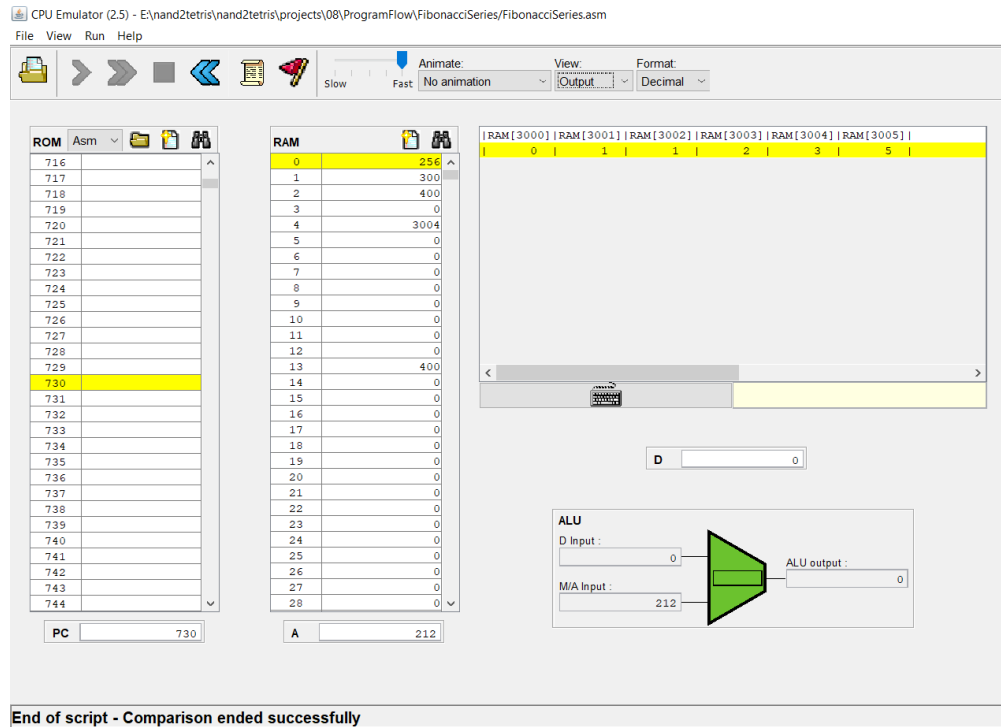 CPU Emulator (2.5) - E:\nand2tetris\nand2tetris\projects\08\ProgramFlow\FibonacciSeries/FibonacciSeries.asm
File View Run Help
Slow Fast
Animate:
No animation
View:
Output
Format:
Decimal
ROM Asm
716
717
718
719
720
721
722
723
724
725
726
727
728
729
730
731
732
733
734
735
736
737
738
739
740
741
742
743
744
PC 730
RAM
0 256
1 300
2 400
3 0
4 3004
5 0
6 0
7 0
8 0
9 0
10 0
11 0
12 0
13 400
14 0
15 0
16 0
17 0
18 0
19 0
20 0
21 0
22 0
23 0
24 0
25 0
26 0
27 0
28 0
A 212
|RAM[3000]|RAM[3001]|RAM[3002]|RAM[3003]|RAM[3004]|RAM[3005]|
| 0 | 1 | 1 | 2 | 3 | 5 |
D 0
ALU
D Input :
0
M/A Input :
212
ALU output :
0
End of script - Comparison ended successfully